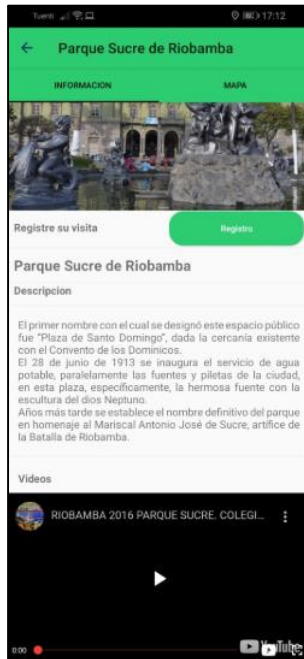 Tuenti
17:12
Parque Sucre de Riobamba
INFORMACION
MAPA
Registre su visita
Registro
Parque Sucre de Riobamba
Descripcion
El primer nombre con el cual se designó este espacio público
fue "Plaza de Santo Domingo", dada la cercanía existente
con el Convento de los Dominicos.
El 28 de junio de 1913 se inaugura el servicio de agua
potable, paralelamente las fuentes y piletas de la ciudad,
en esta plaza, específicamente, la hermosa fuente con la
escultura del dios Neptuno.
Años más tarde se establece el nombre definitivo del parque
en homenaje al Mariscal Antonio José de Sucre, artífice de
la Batalla de Riobamba.
Videos
RIOBAMBA 2016 PARQUE SUCRE. COLEGI...
0:00
YouTube